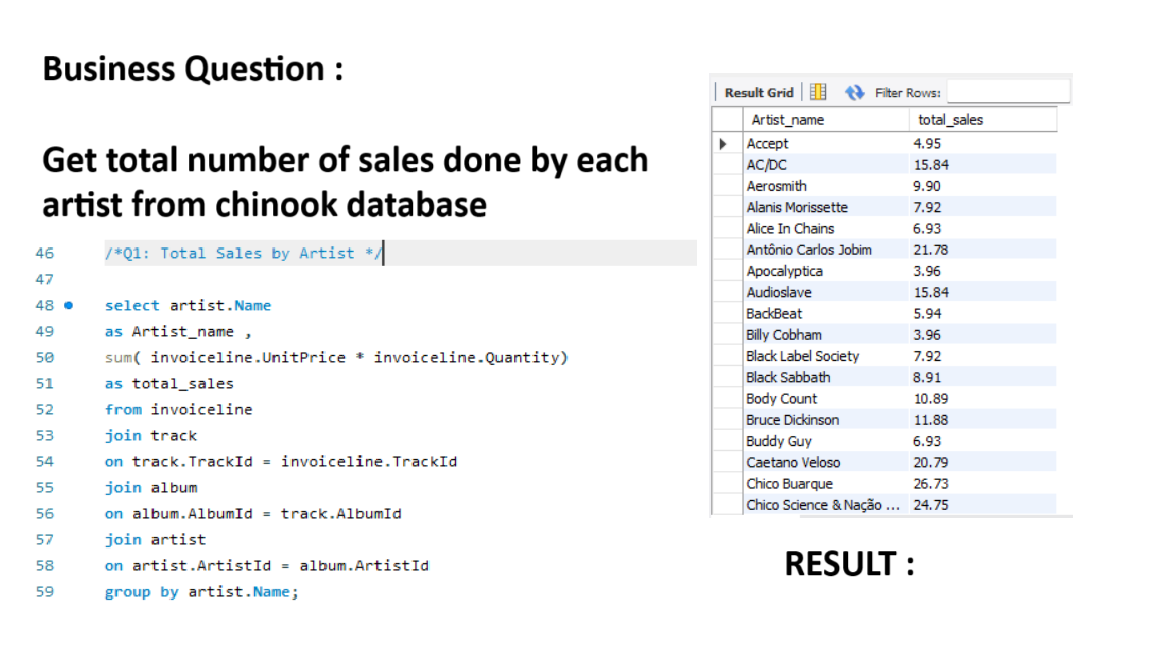 Business Question :
Get total number of sales done by each
artist from chinook database
46 /*Q1: Total Sales by Artist */
47
48 select artist.Name
49 as Artist_name ,
50 sum( invoiceline.UnitPrice * invoiceline.Quantity)
51 as total_sales
52 from invoiceline
53 join track
54 on track.TrackId = invoiceline.TrackId
55 join album
56 on album.AlbumId = track.AlbumId
57 join artist
58 on artist.ArtistId = album.ArtistId
59 group by artist.Name;
Result Grid Filter Rows:
Artist_name total_sales
Accept 4.95
AC/DC 15.84
Aerosmith 9.90
Alanis Morissette 7.92
Alice In Chains 6.93
Antônio Carlos Jobim 21.78
Apocalyptica 3.96
Audioslave 15.84
BackBeat 5.94
Billy Cobham 3.96
Black Label Society 7.92
Black Sabbath 8.91
Body Count 10.89
Bruce Dickinson 11.88
Buddy Guy 6.93
Caetano Veloso 20.79
Chico Buarque 26.73
Chico Science & Nação ... 24.75
RESULT :